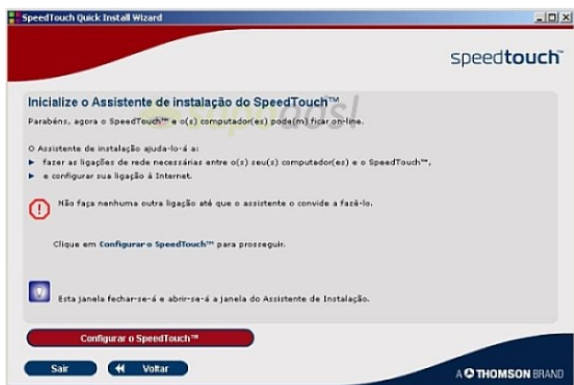 SpeedTouch Quick Install Wizard
speedtouch™
Inicialize o Assistente de instalação do SpeedTouch™
sapo adsl
Parabéns, agora o SpeedTouch™ e o(s) computador(es) pode(m) ficar on-line.
O Assistente de instalação ajuda-lo-á a:
fazer as ligações de rede necessárias entre o(s) seu(s) computador(es) e o SpeedTouch™,
e configurar sua ligação à Internet.
Não faça nenhuma outra ligação até que o assistente o convide a fazê-lo.
Clique em Configurar o SpeedTouch™ para prosseguir.
Esta janela fechar-se-á e abrir-se-á a janela do Assistente de Instalação.
Configurar o SpeedTouch™
Sair
Voltar
A THOMSON BRAND